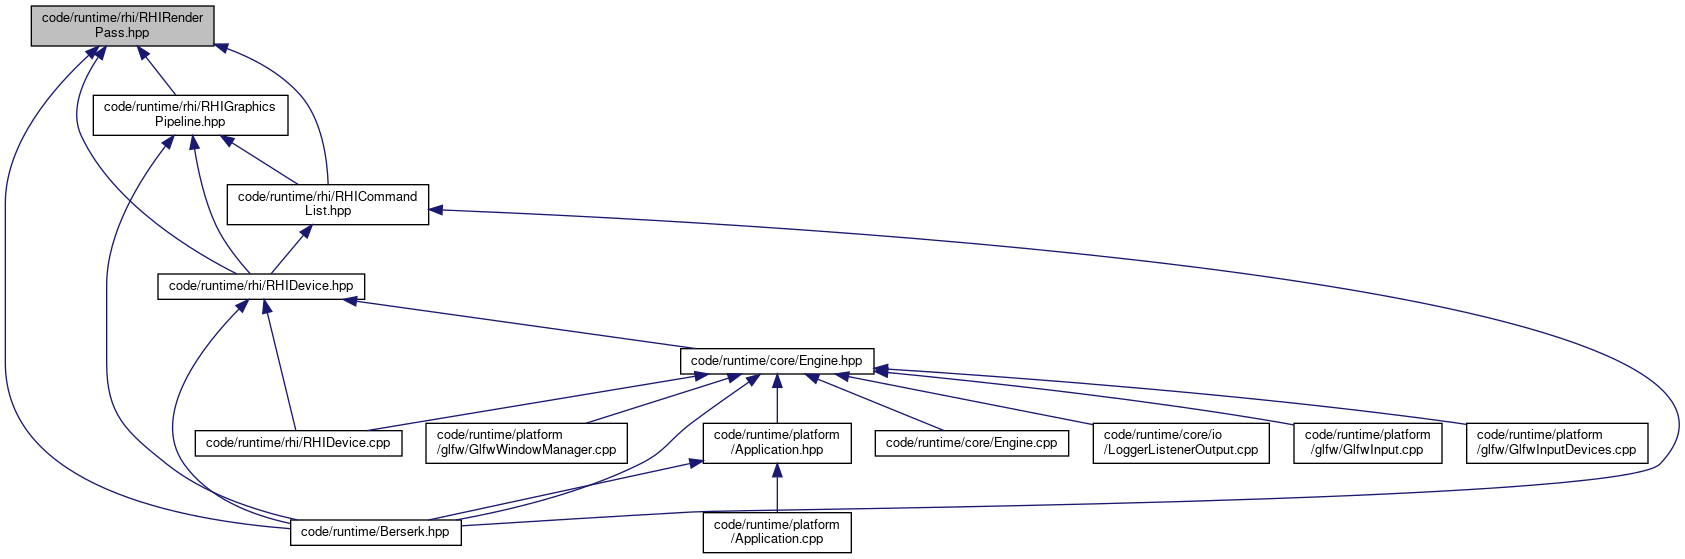 code/runtime/rhi/RHIRender
Pass.hpp
code/runtime/rhi/RHIGraphics
Pipeline.hpp
code/runtime/rhi/RHICommand
List.hpp
code/runtime/rhi/RHIDevice.hpp
code/runtime/core/Engine.hpp
code/runtime/rhi/RHIDevice.cpp
code/runtime/platform
/glfw/GlfwWindowManager.cpp
code/runtime/platform
/Application.hpp
code/runtime/core/Engine.cpp
code/runtime/core/io
/LoggerListenerOutput.cpp
code/runtime/platform
/glfw/GlfwInput.cpp
code/runtime/platform
/glfw/GlfwInputDevices.cpp
code/runtime/Berserk.hpp
code/runtime/platform
/Application.cpp